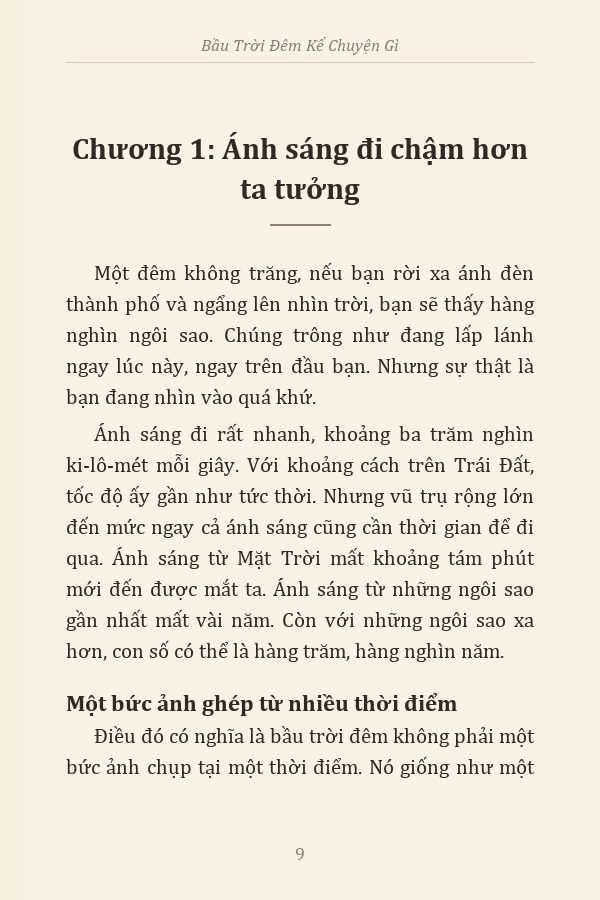 Bầu Trời Đêm Kể Chuyện Gì
Chương 1: Ánh sáng đi chậm hơn
ta tưởng
Một đêm không trăng, nếu bạn rời xa ánh đèn
thành phố và ngẩng lên nhìn trời, bạn sẽ thấy hàng
nghìn ngôi sao. Chúng trông như đang lấp lánh
ngay lúc này, ngay trên đầu bạn. Nhưng sự thật là
bạn đang nhìn vào quá khứ.
Ánh sáng đi rất nhanh, khoảng ba trăm nghìn
ki-lô-mét mỗi giây. Với khoảng cách trên Trái Đất,
tốc độ ấy gần như tức thời. Nhưng vũ trụ rộng lớn
đến mức ngay cả ánh sáng cũng cần thời gian để đi
qua. Ánh sáng từ Mặt Trời mất khoảng tám phút
mới đến được mắt ta. Ánh sáng từ những ngôi sao
gần nhất mất vài năm. Còn với những ngôi sao xa
hơn, con số có thể là hàng trăm, hàng nghìn năm.
Một bức ảnh ghép từ nhiều thời điểm
Điều đó có nghĩa là bầu trời đêm không phải một
bức ảnh chụp tại một thời điểm. Nó giống như một
9